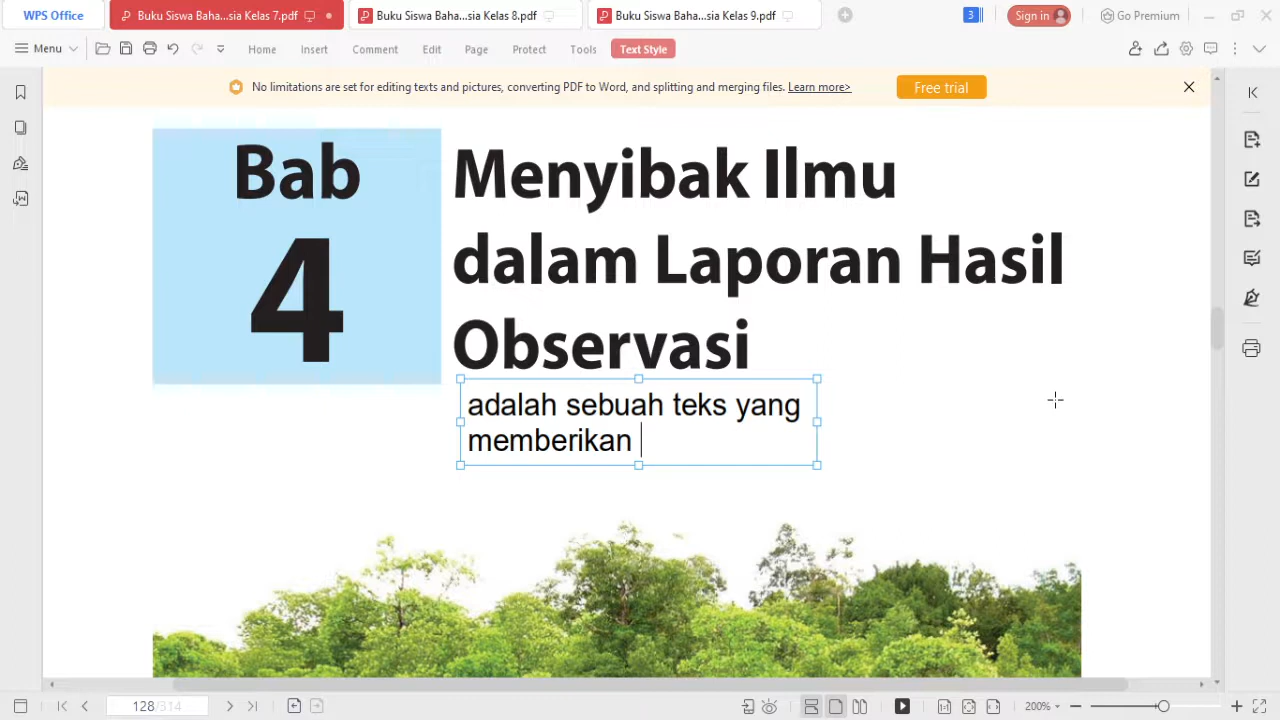 WPS Office
Buku Siswa Baha....sia Kelas 7.pdf
Buku Siswa Baha....sia Kelas 8.pdf
Buku Siswa Baha....sia Kelas 9.pdf
3
Sign in
Go Premium
Menu
Home
Insert
Comment
Edit
Page
Protect
Tools
Text Style
No limitations are set for editing texts and pictures, converting PDF to Word, and splitting and merging files. Learn more>
Free trial
Bab
4
Menyibak Ilmu
dalam Laporan Hasil
Observasi
adalah sebuah teks yang
memberikan
128/314
200%